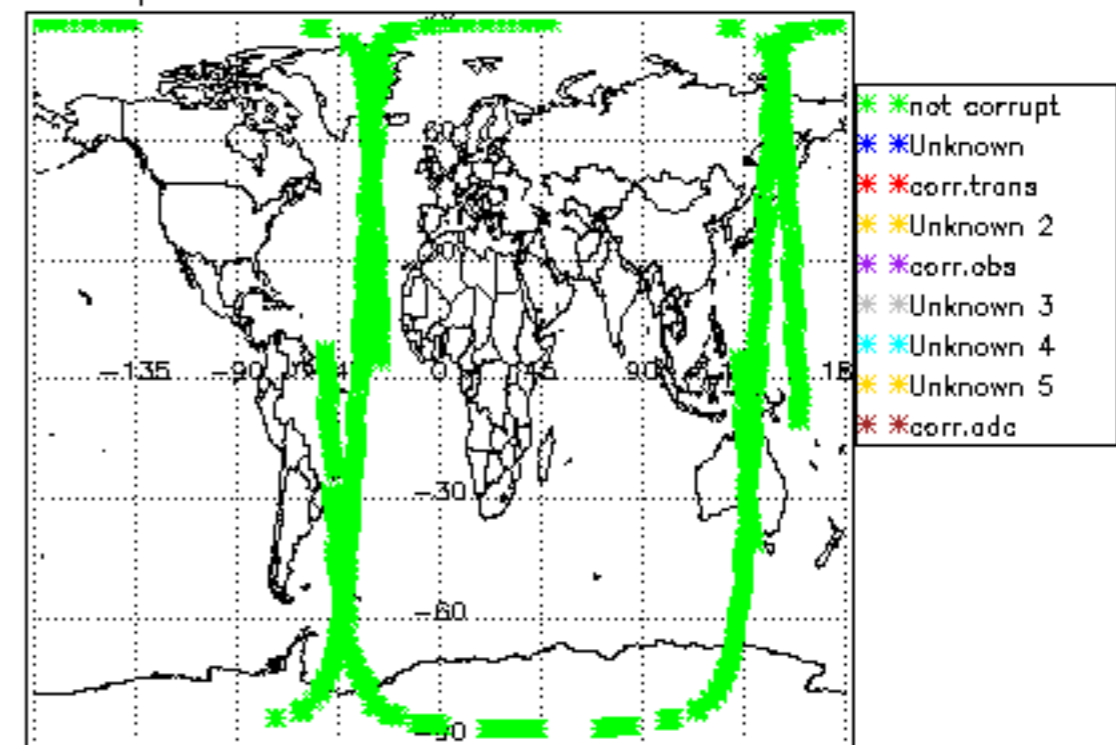 60
-135 -90 0 90
-30
-60
not corrupt
Unknown
corr.trans
Unknown 2
corr.obs
Unknown 3
Unknown 4
Unknown 5
corr.adc